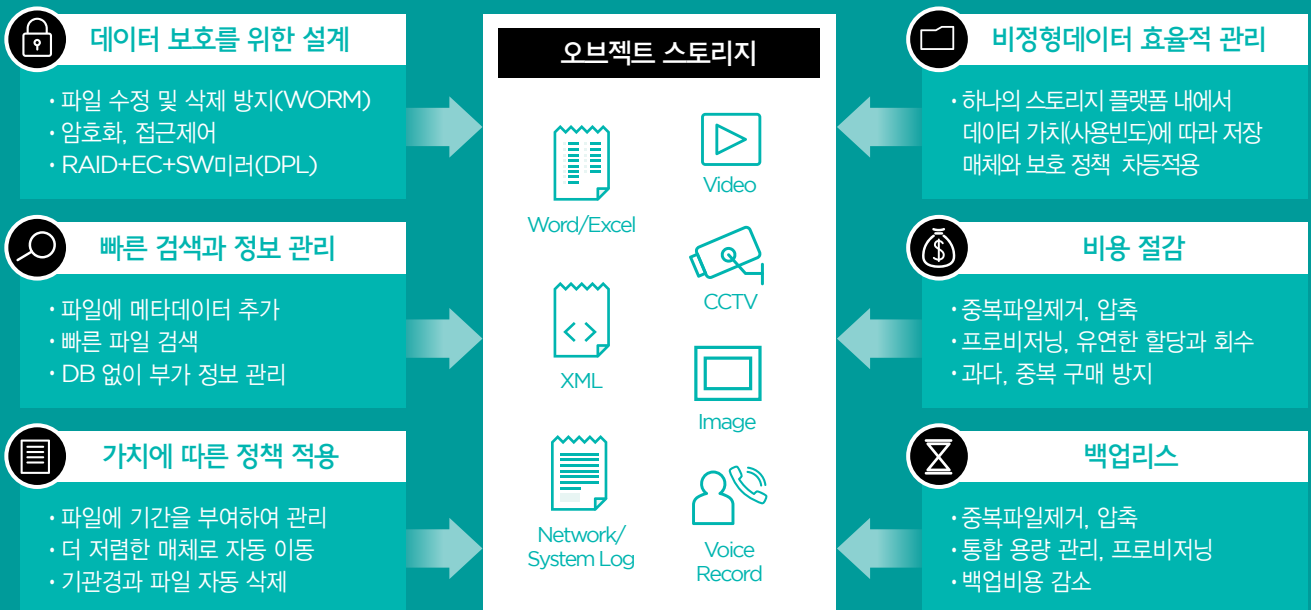 데이터 보호를 위한 설계
· 파일 수정 및 삭제 방지(WORM)
· 암호화, 접근제어
· RAID+EC+SW미러(DPL)
빠른 검색과 정보 관리
· 파일에 메타데이터 추가
· 빠른 파일 검색
· DB 없이 부가 정보 관리
가치에 따른 정책 적용
· 파일에 기간을 부여하여 관리
· 더 저렴한 매체로 자동 이동
· 기관경과 파일 자동 삭제
오브젝트 스토리지
Word/Excel
XML
Network/
System Log
Video
CCTV
Image
Voice
Record
비정형데이터 효율적 관리
· 하나의 스토리지 플랫폼 내에서
데이터 가치(사용빈도)에 따라 저장
매체와 보호 정책 차등적용
비용 절감
· 중복파일제거, 압축
· 프로비저닝, 유연한 할당과 회수
· 과다, 중복 구매 방지
백업리스
· 중복파일제거, 압축
· 통합 용량 관리, 프로비저닝
· 백업비용 감소